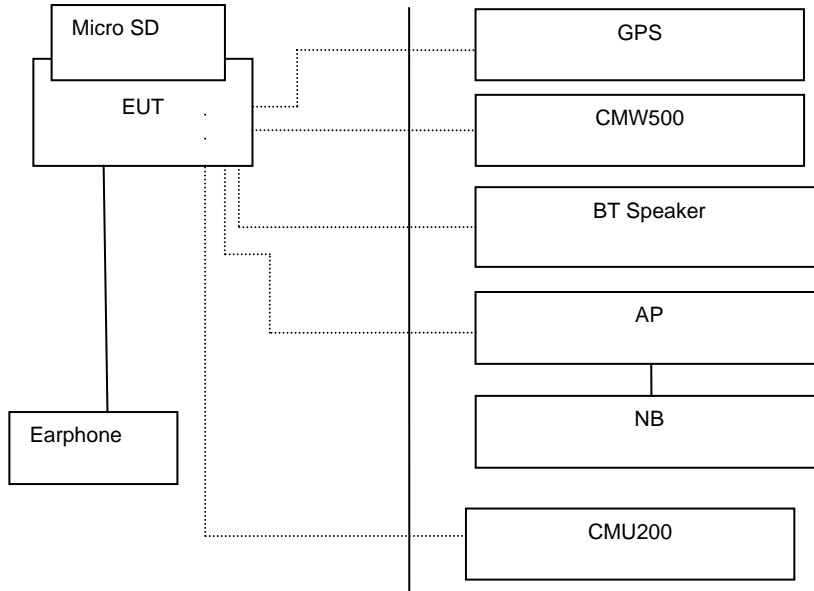 Micro SD
EUT
Earphone
GPS
CMW500
BT Speaker
AP
NB
CMU200